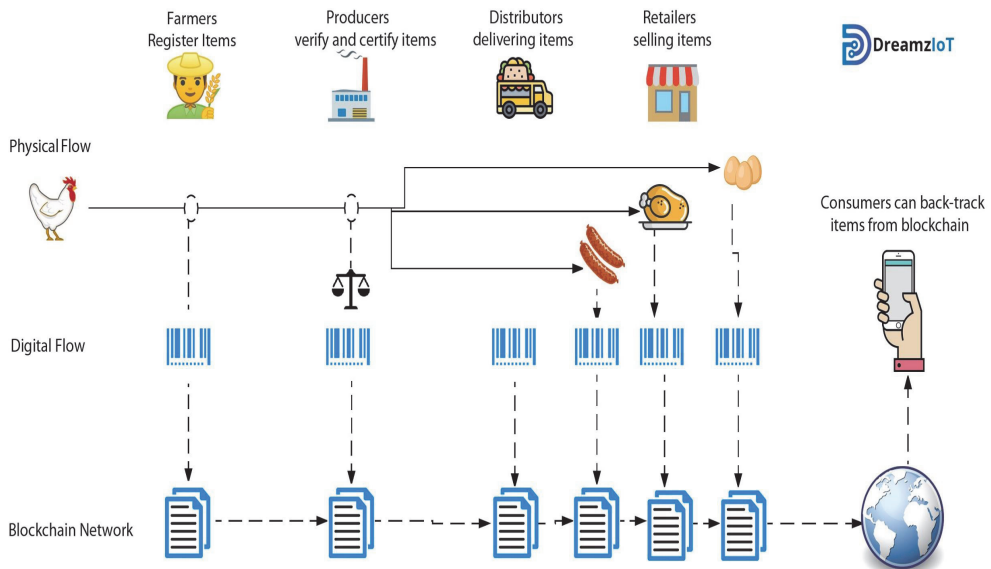 Farmers
Register Items
Producers
verify and certify items
Distributors
delivering items
Retailers
selling items
DreamzIoT
Physical Flow
Consumers can back-track
items from blockchain
Digital Flow
Blockchain Network